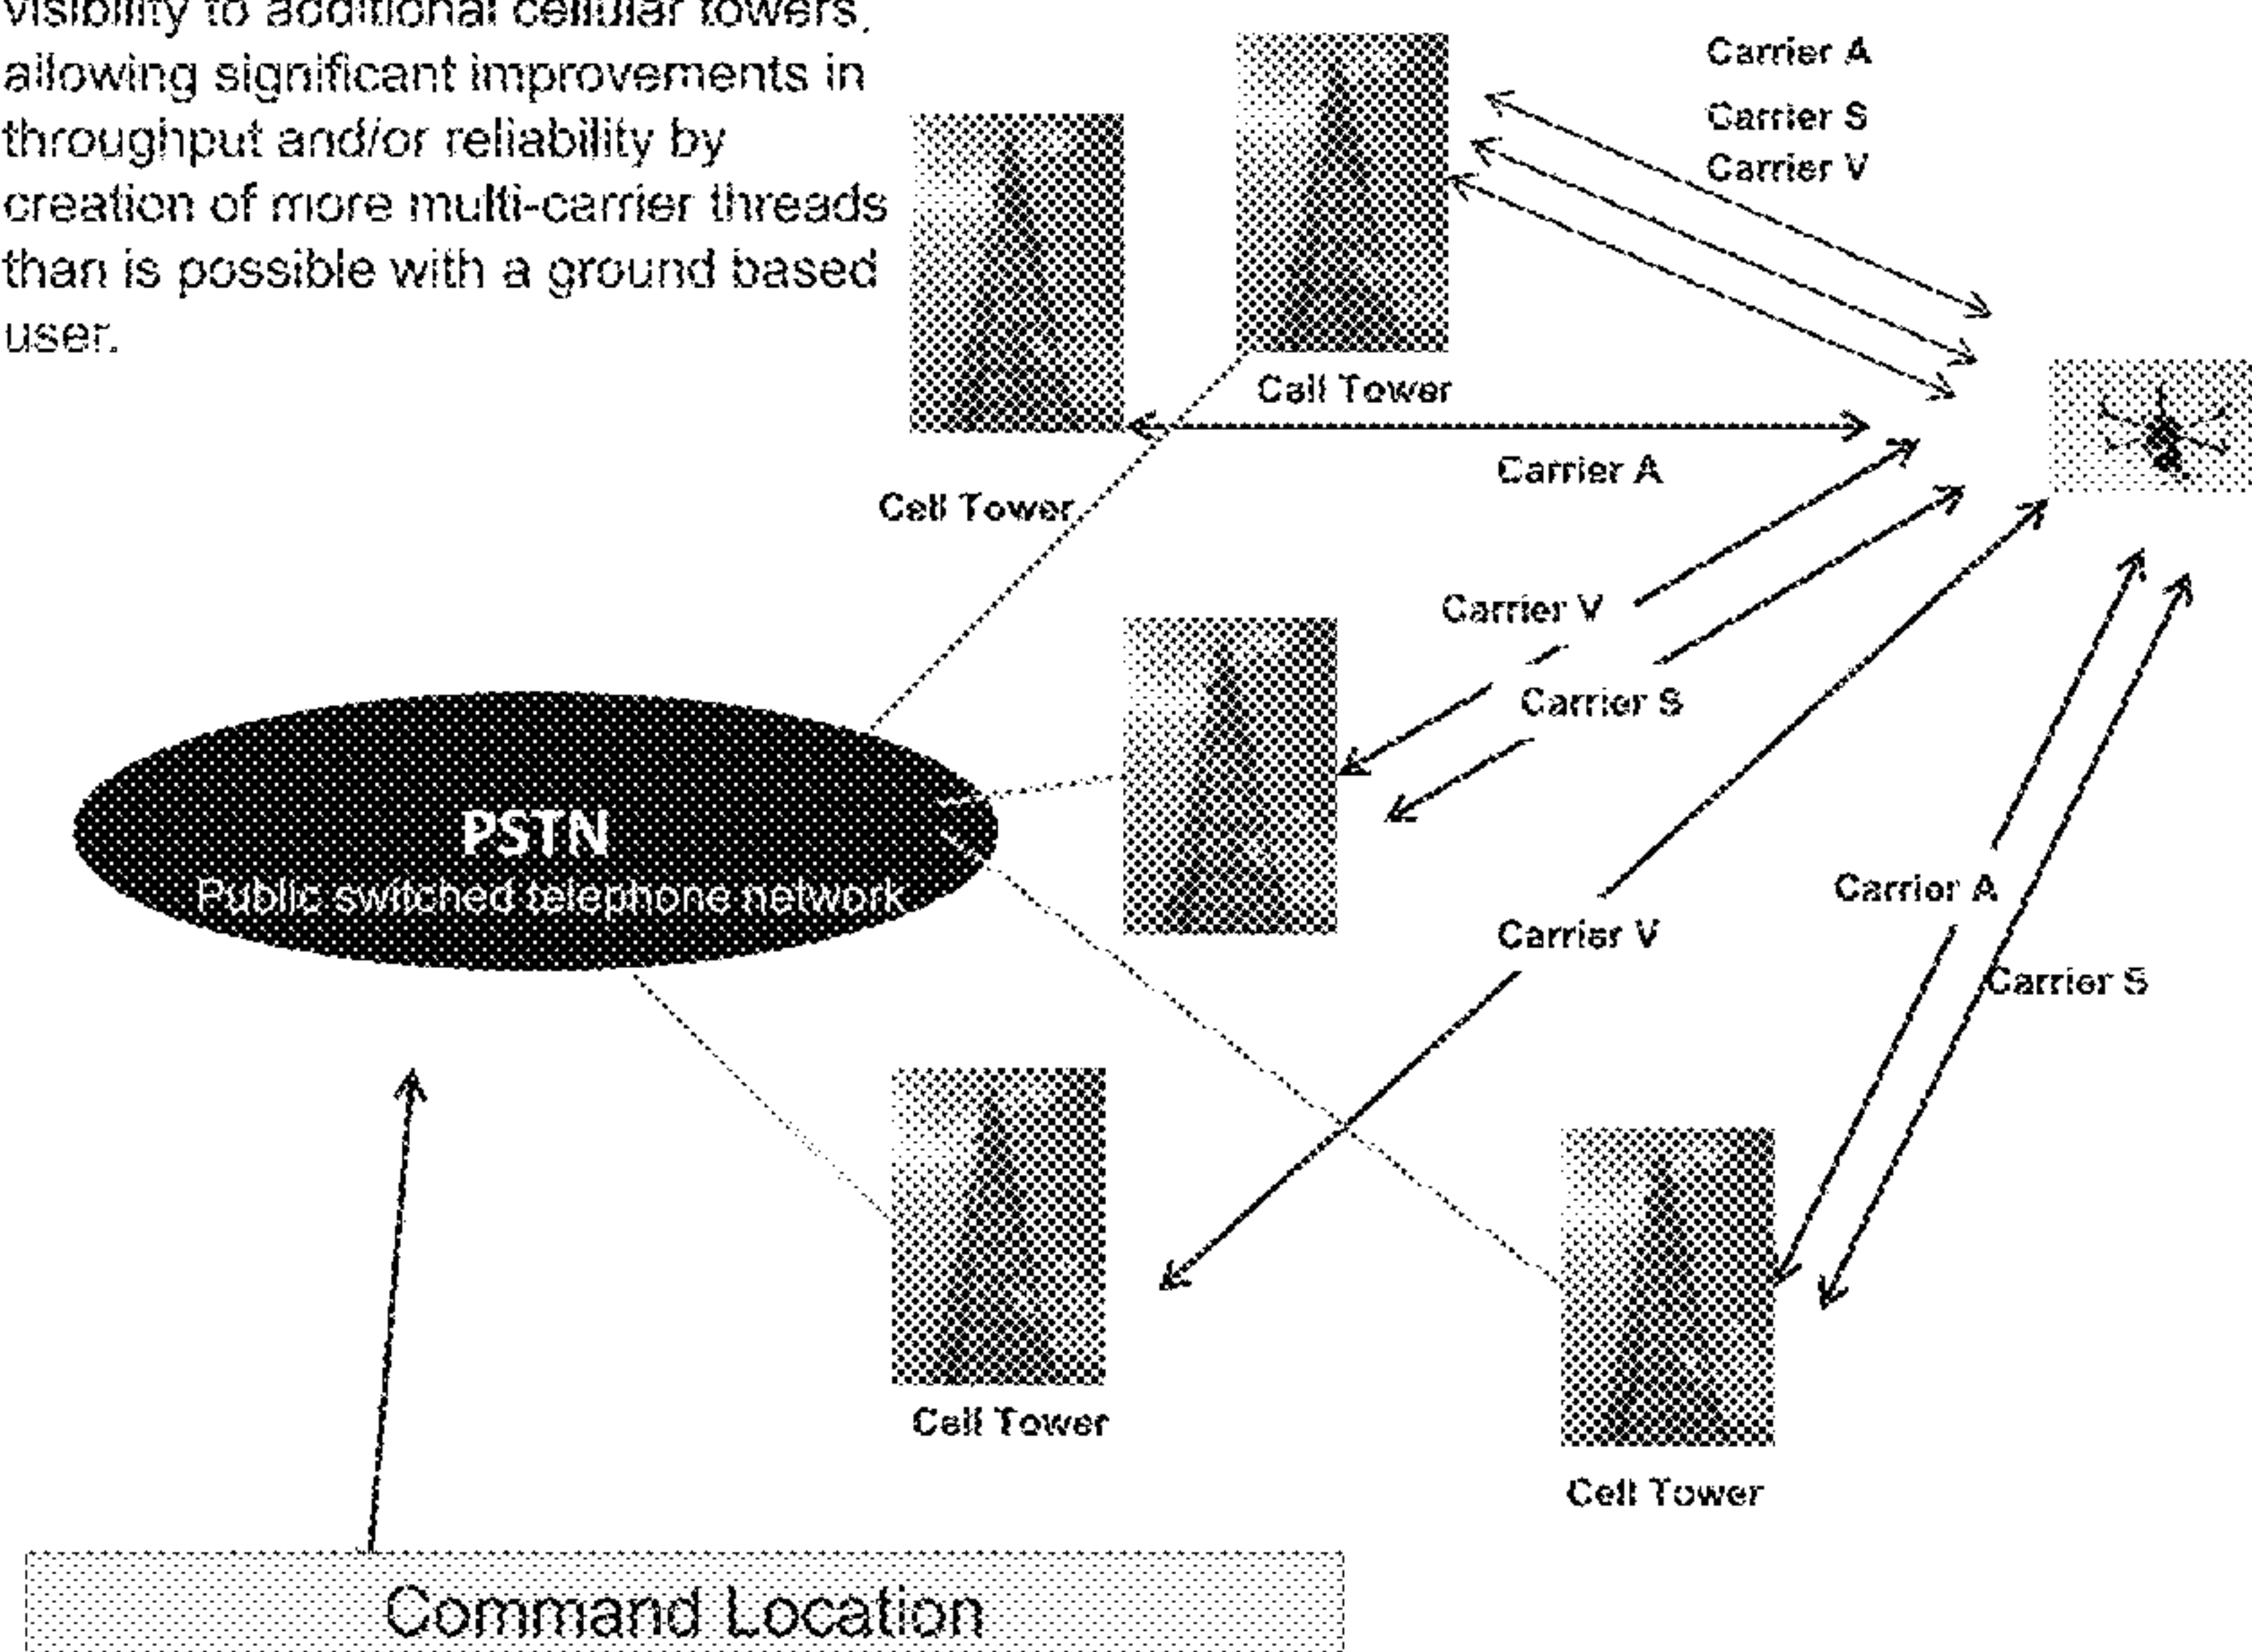 visibility to additional cellular towers,
allowing significant improvements in
throughput and/or reliability by
creation of more multi-carrier threads
than is possible with a ground based
user.
Carrier A
Carrier S
Carrier V
Cell Tower
Carrier A
Cell Tower
Carrier V
Carrier S
PSTN
Public switched telephone network
Carrier A
Carrier V
Carrier S
Cell Tower
Cell Tower
Command Location